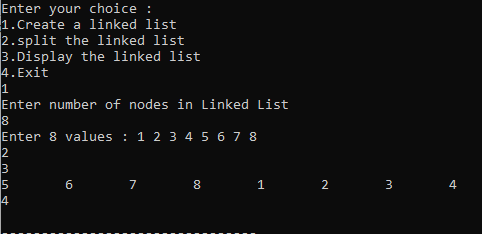 Enter your choice :
1.Create a linked list
2.split the linked list
3.Display the linked list
4.Exit
1
Enter number of nodes in Linked List
8
Enter 8 values : 1 2 3 4 5 6 7 8
2
3
5 6 7 8 1 2 3 4
4
--------------------------------